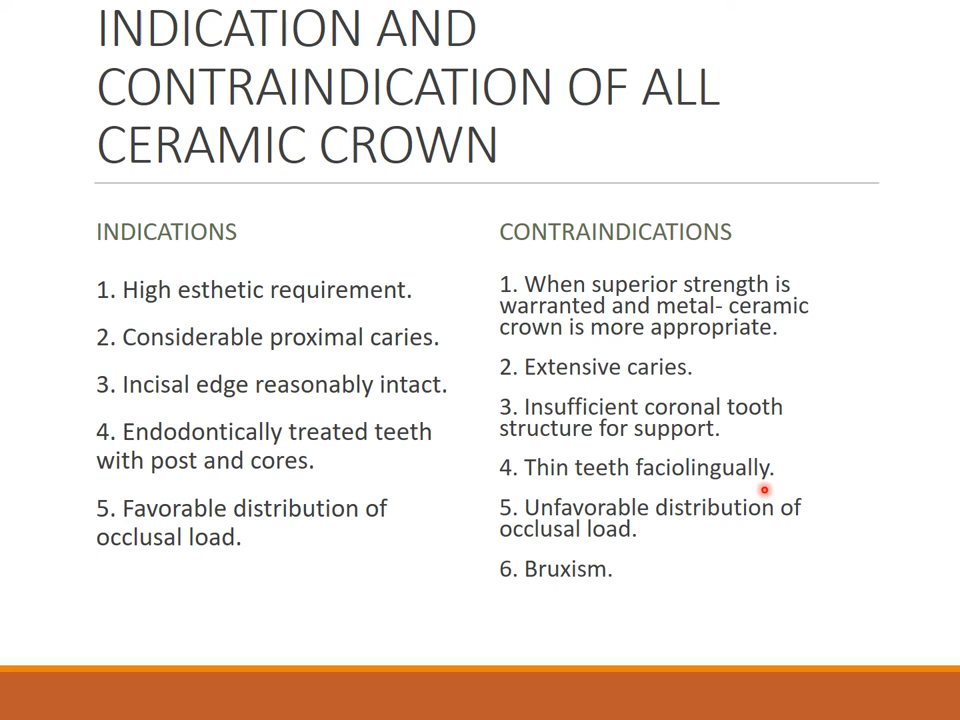 INDICATION AND
CONTRAINDICATION OF ALL
CERAMIC CROWN
INDICATIONS
1. High esthetic requirement.
2. Considerable proximal caries.
3. Incisal edge reasonably intact.
4. Endodontically treated teeth
with post and cores.
5. Favorable distribution of
occlusal load.
CONTRAINDICATIONS
1. When superior strength is
warranted and metal- ceramic
crown is more appropriate.
2. Extensive caries.
3. Insufficient coronal tooth
structure for support.
4. Thin teeth faciolingually.
5. Unfavorable distribution of
occlusal load.
6. Bruxism.